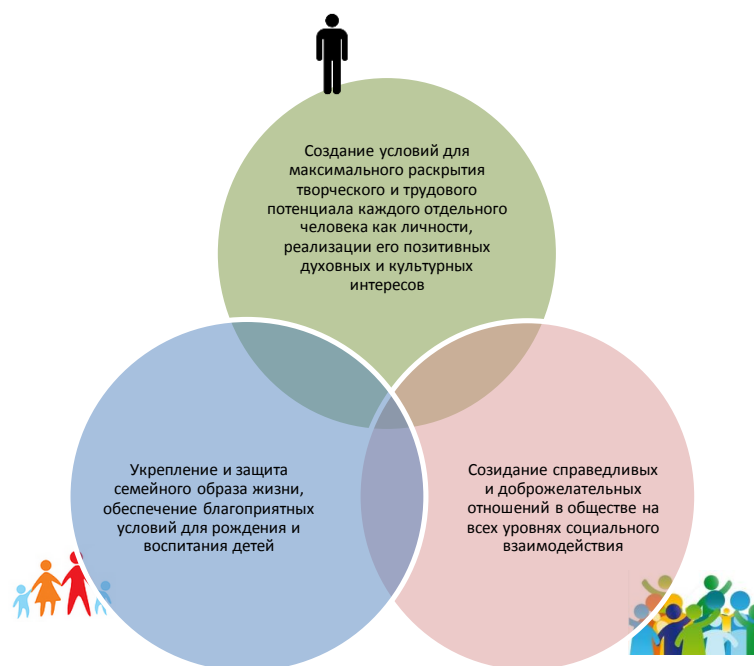 Создание условий для
максимального раскрытия
творческого и трудового
потенциала каждого отдельного
человека как личности,
реализации его позитивных
духовных и культурных
интересов
Укрепление и защита
семейного образа жизни,
обеспечение благоприятных
условий для рождения и
воспитания детей
Созидание справедливых
и доброжелательных
отношений в обществе на
всех уровнях социального
взаимодействия